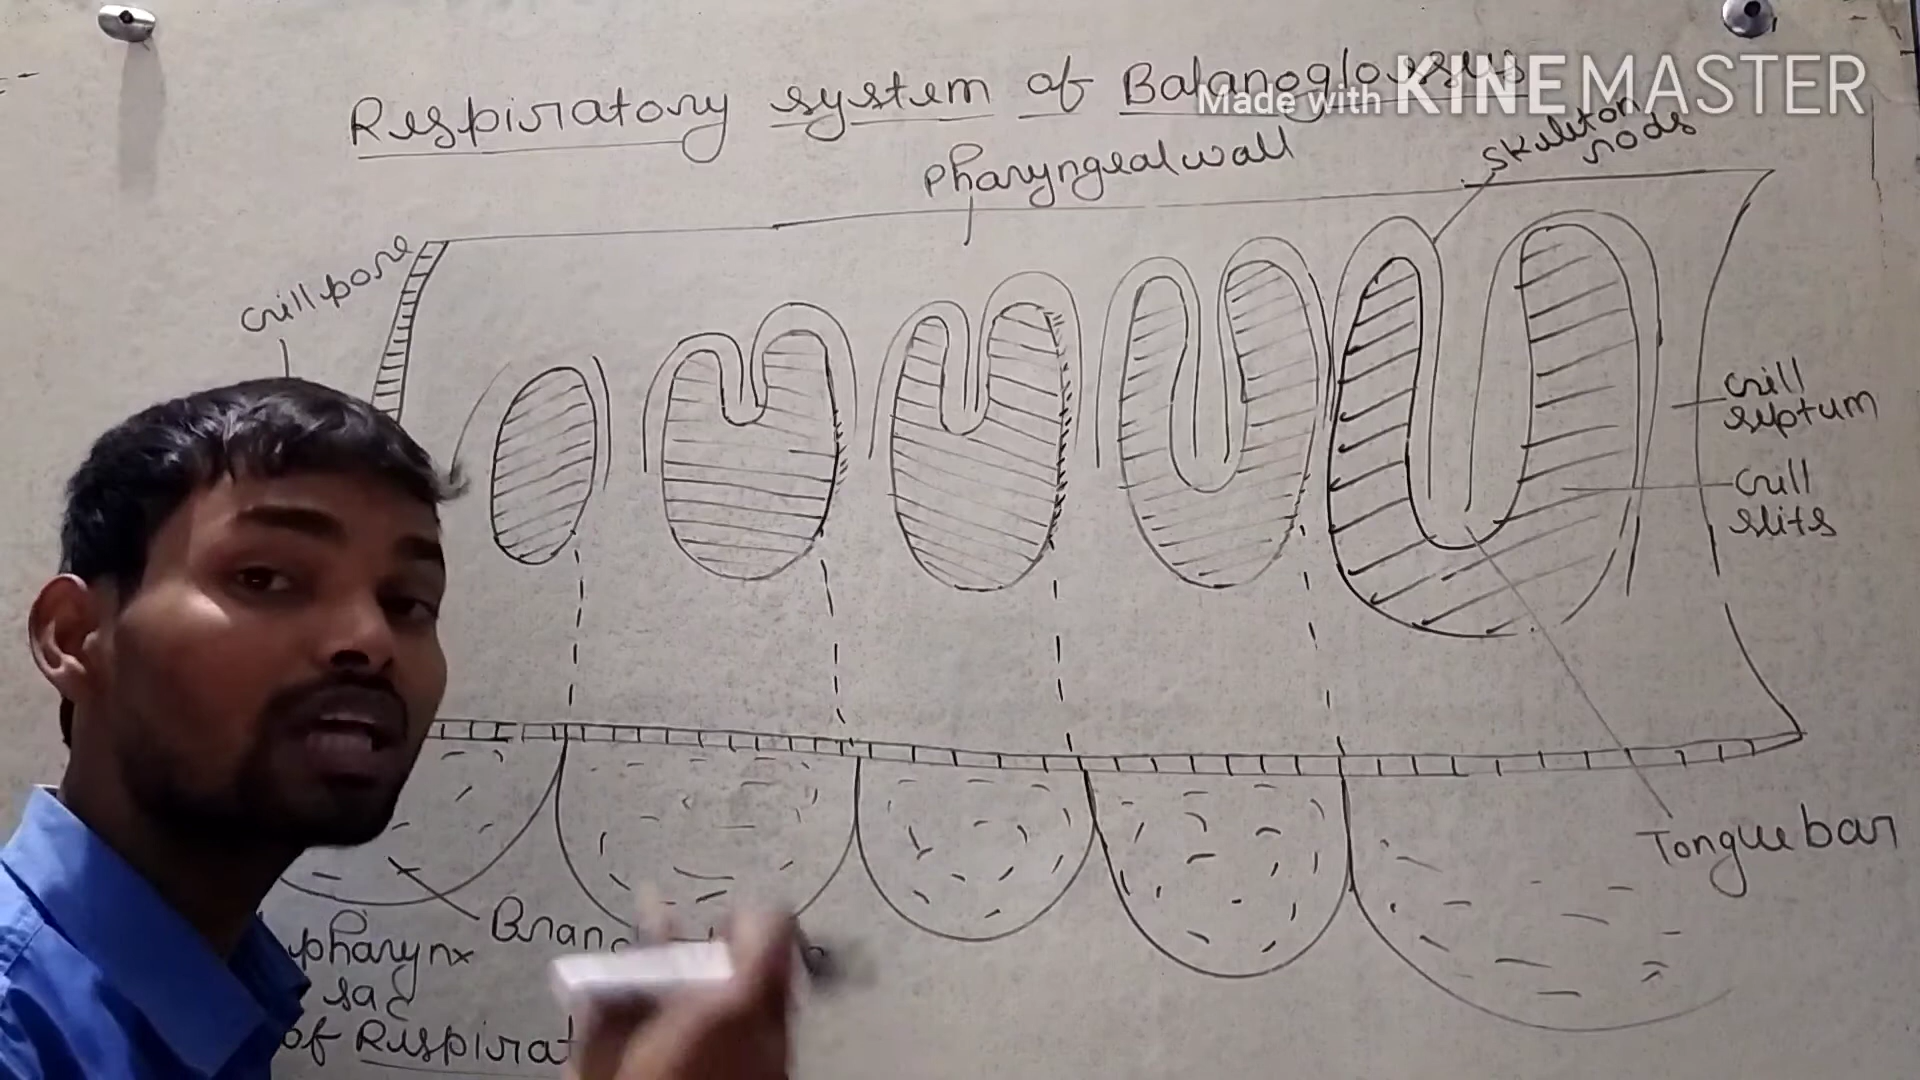 Respiratory system of Balanoglossus
Made with KINEMASTER
Pharyngeal wall
Skeleton
rods
Gill pore
Gill
septum
Gill
slits
Tongue bar
pharynx
sac
of Respirat